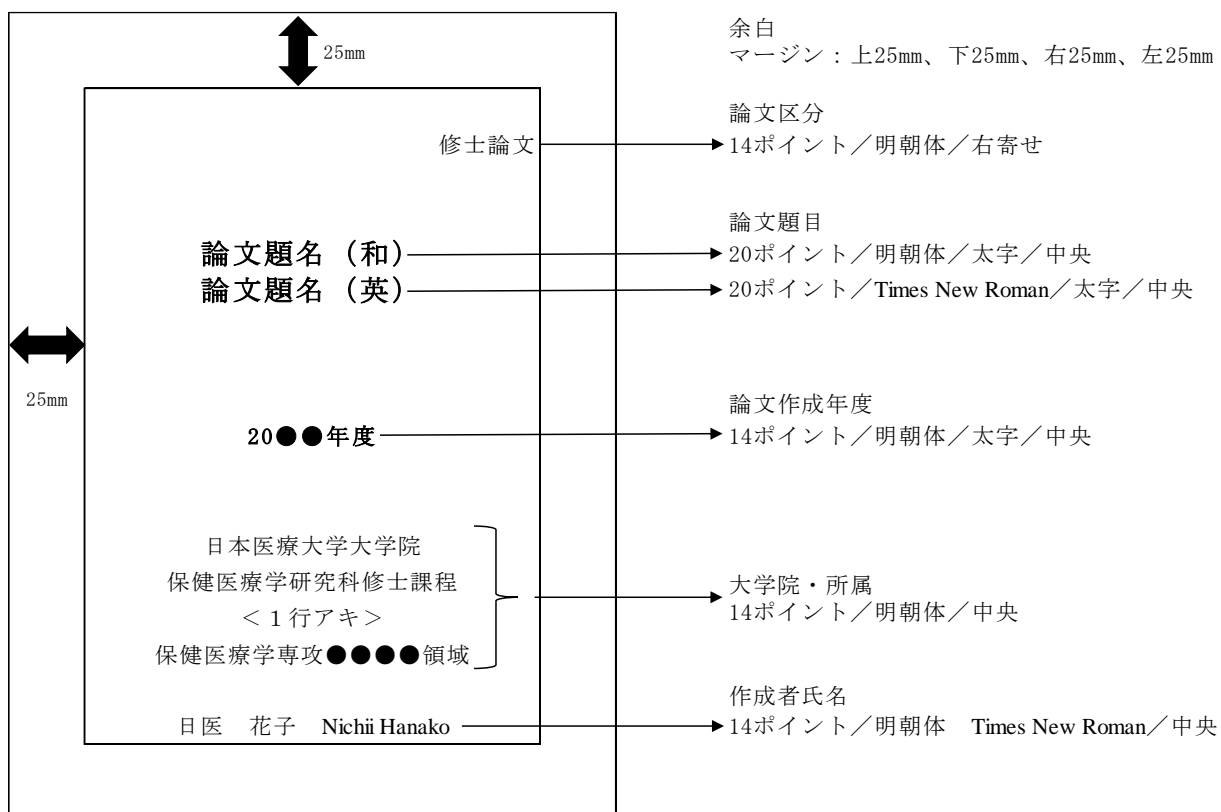 25㎜
余白
マージン：上25㎜、下25㎜、右25㎜、左25㎜
修士論文
論文区分
14ポイント／明朝体／右寄せ
論文題名（和）
論文題名（英）
論文題目
20ポイント／明朝体／太字／中央
20ポイント／Times New Roman／太字／中央
25㎜
20●●年度
論文作成年度
14ポイント／明朝体／太字／中央
日本医療大学大学院
保健医療学研究科修士課程
＜１行アキ＞
保健医療学専攻●●●●領域
大学院・所属
14ポイント／明朝体／中央
日医　花子　Nichii Hanako
作成者氏名
14ポイント／明朝体　Times New Roman／中央